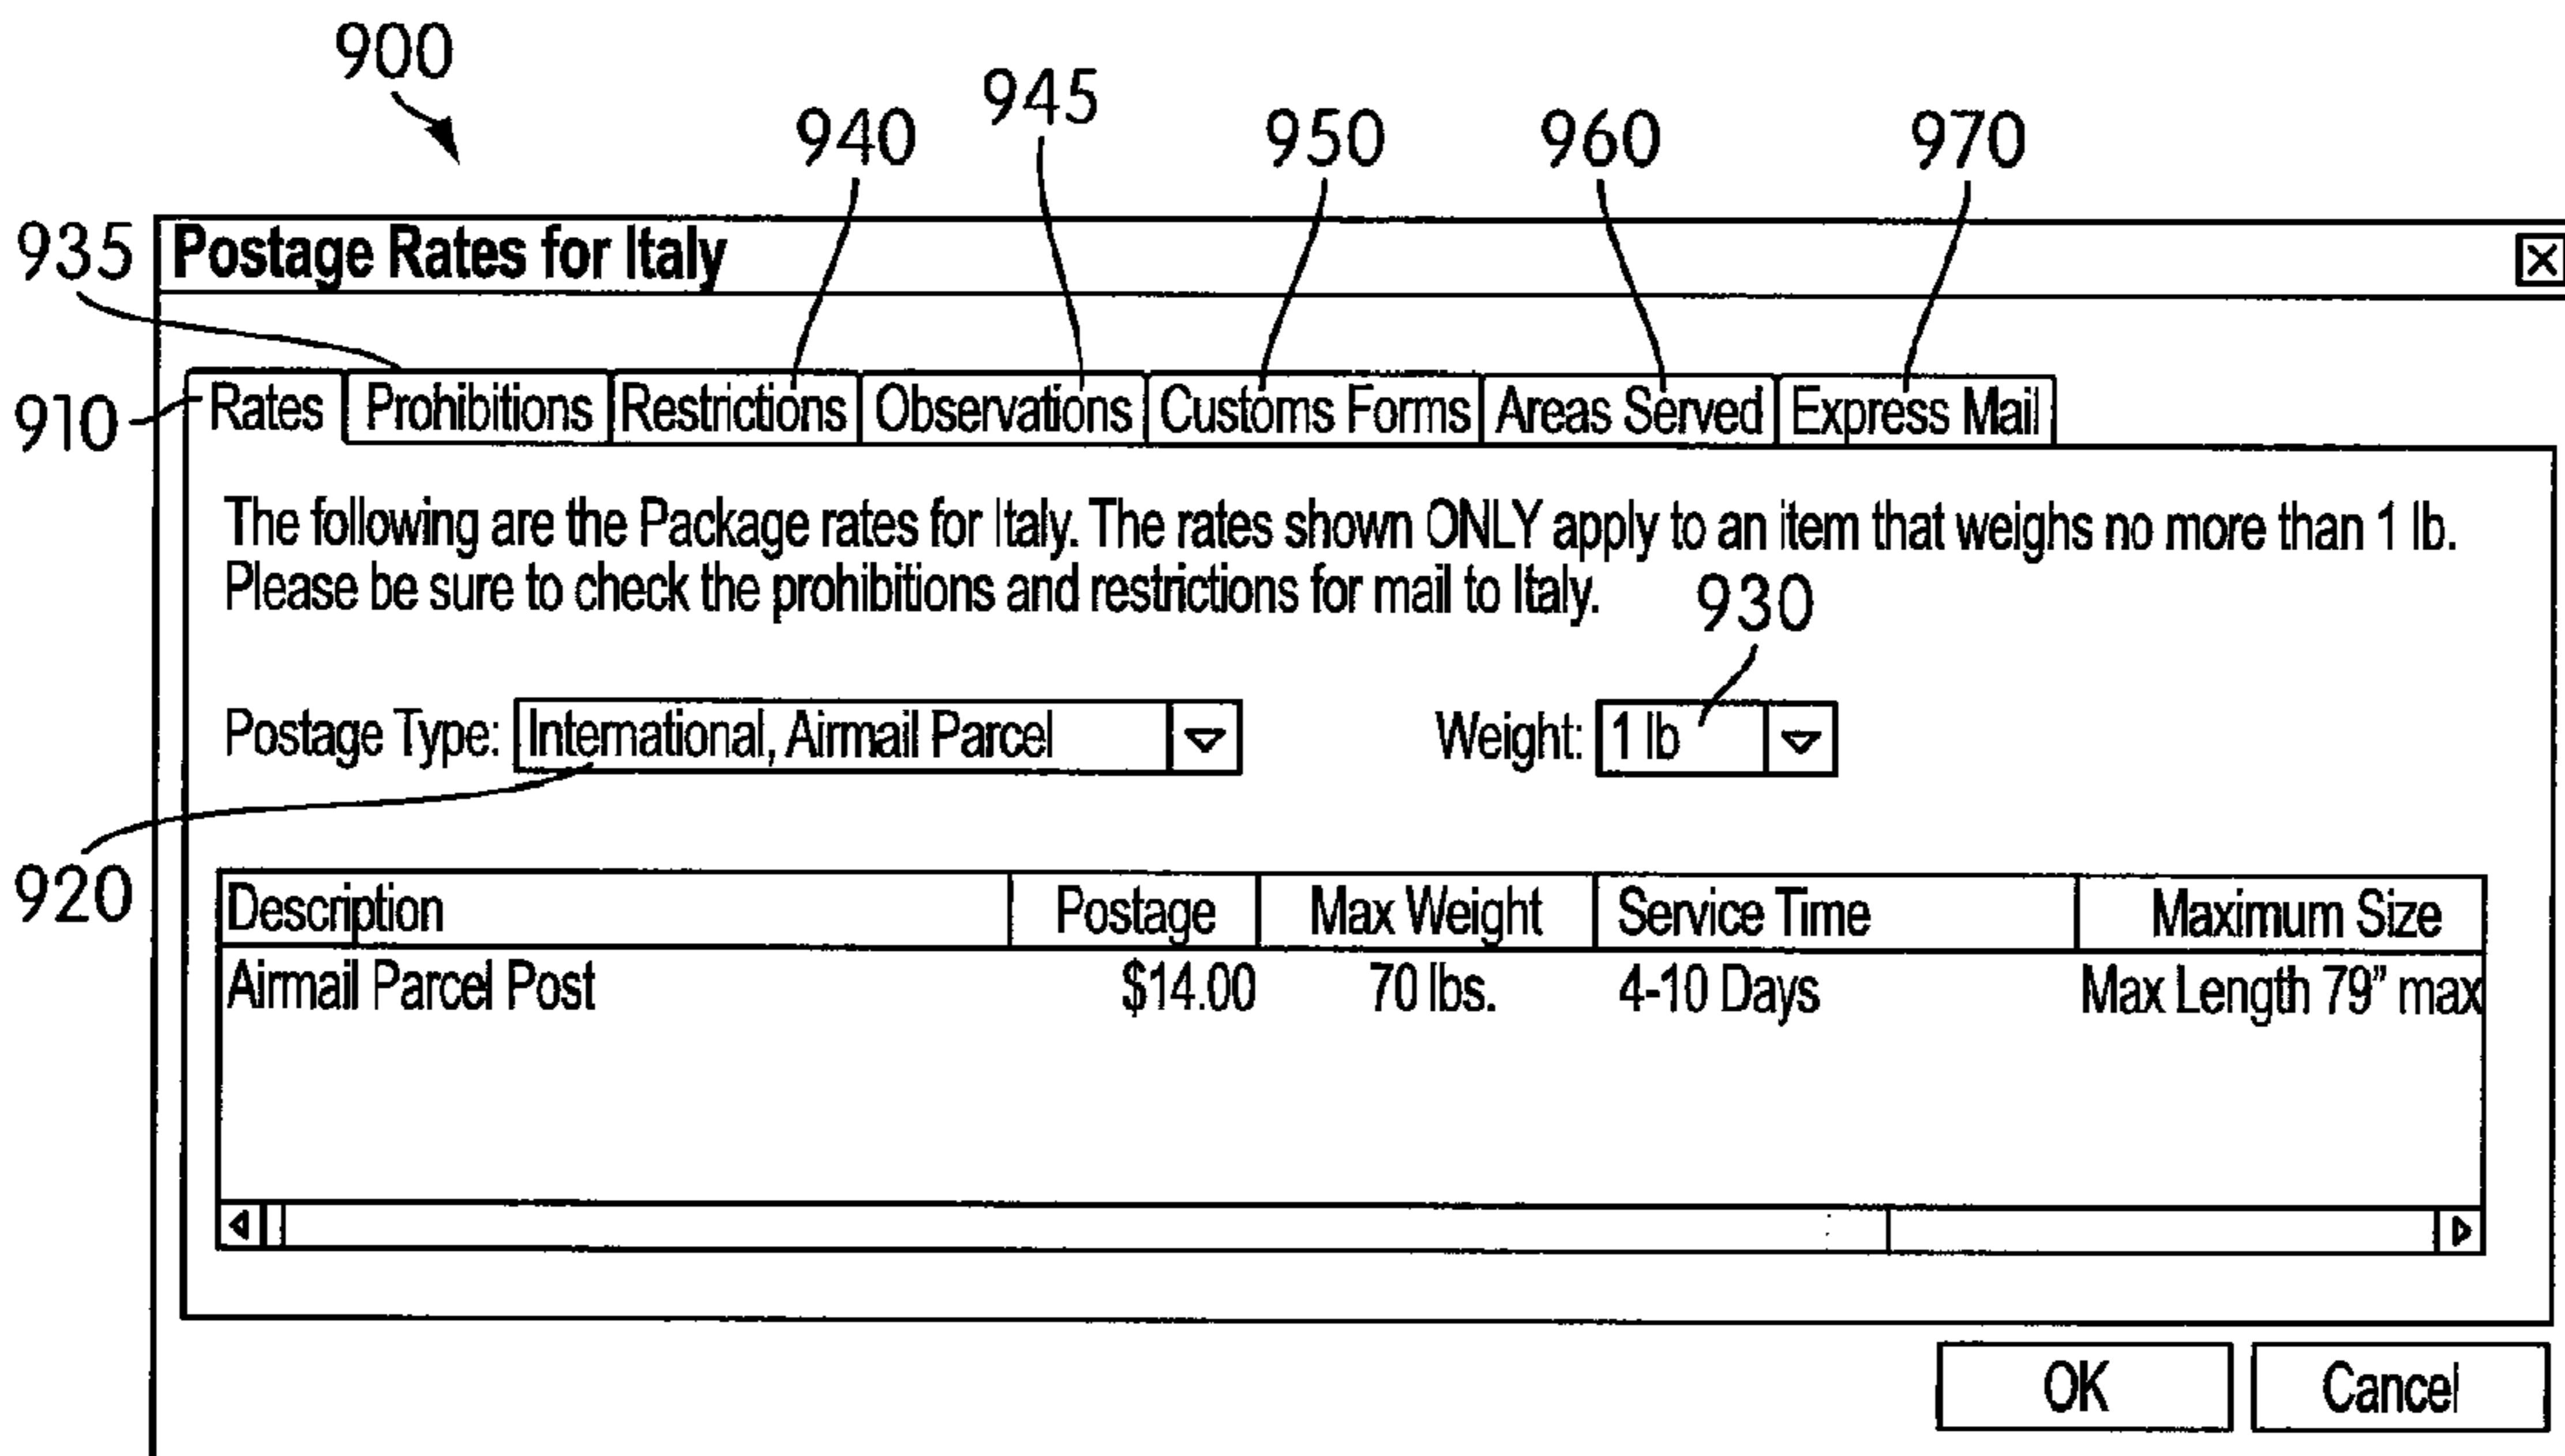 900
940 945 950 960 970
935 Postage Rates for Italy
910 Rates Prohibitions Restrictions Observations Customs Forms Areas Served Express Mail
The following are the Package rates for Italy. The rates shown ONLY apply to an item that weighs no more than 1 lb.
Please be sure to check the prohibitions and restrictions for mail to Italy.
930
Postage Type: International, Airmail Parcel Weight: 1 lb
920
Description Postage Max Weight Service Time Maximum Size
Airmail Parcel Post $14.00 70 lbs. 4-10 Days Max Length 79” max
OK Cancel